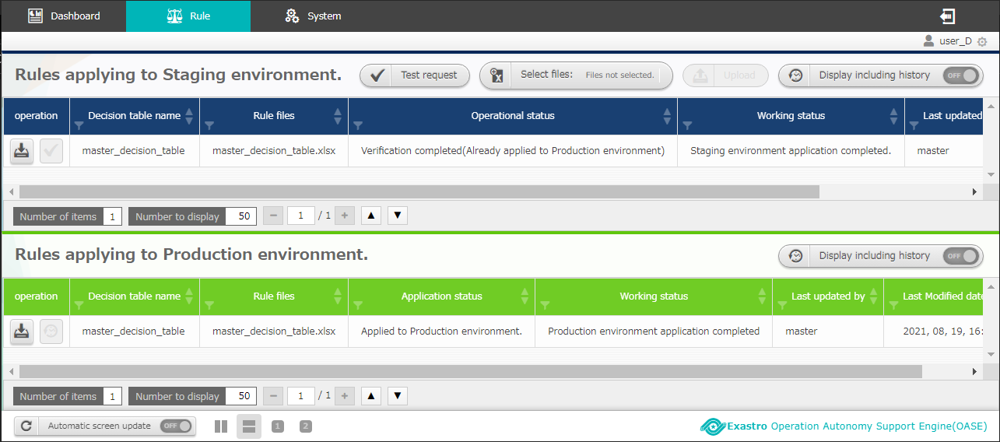 Dashboard Rule System
user_D
Rules applying to Staging environment. Test request Select files: Files not selected. Upload Display including history OFF
operation Decision table name Rule files Operational status Working status Last updated
master_decision_table master_decision_table.xlsx Verification completed(Already applied to Production environment) Staging environment application completed. master
Number of items 1 Number to display 50 1 / 1
Rules applying to Production environment. Display including history OFF
operation Decision table name Rule files Application status Working status Last updated by Last Modified date
master_decision_table master_decision_table.xlsx Applied to Production environment. Production environment application completed master 2021, 08, 19, 16:
Number of items 1 Number to display 50 1 / 1
Automatic screen update OFF 1 2 Exastro Operation Autonomy Support Engine(OASE)